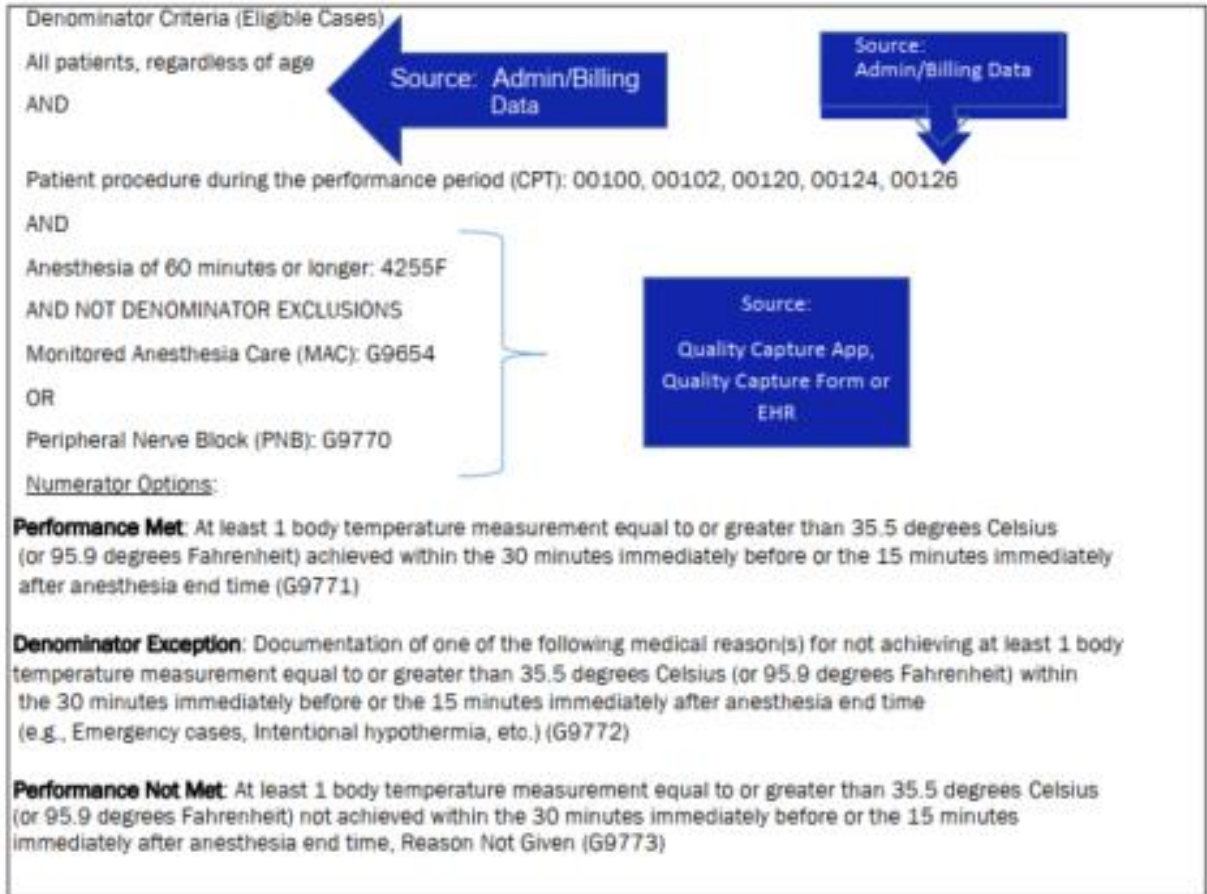 Denominator Criteria (Eligible Cases)
All patients, regardless of age
AND
Source: Admin/Billing
Data
Source:
Admin/Billing Data
Patient procedure during the performance period (CPT): 00100, 00102, 00120, 00124, 00126
AND
Anesthesia of 60 minutes or longer: 4255F
AND NOT DENOMINATOR EXCLUSIONS
Monitored Anesthesia Care (MAC): G9654
OR
Peripheral Nerve Block (PNB): G9770
Source:
Quality Capture App,
Quality Capture Form or
EHR
Numerator Options:
Performance Met: At least 1 body temperature measurement equal to or greater than 35.5 degrees Celsius
(or 95.9 degrees Fahrenheit) achieved within the 30 minutes immediately before or the 15 minutes immediately
after anesthesia end time (G9771)
Denominator Exception: Documentation of one of the following medical reason(s) for not achieving at least 1 body
temperature measurement equal to or greater than 35.5 degrees Celsius (or 95.9 degrees Fahrenheit) within
the 30 minutes immediately before or the 15 minutes immediately after anesthesia end time
(e.g., Emergency cases, Intentional hypothermia, etc.) (G9772)
Performance Not Met: At least 1 body temperature measurement equal to or greater than 35.5 degrees Celsius
(or 95.9 degrees Fahrenheit) not achieved within the 30 minutes immediately before or the 15 minutes
immediately after anesthesia end time, Reason Not Given (G9773)